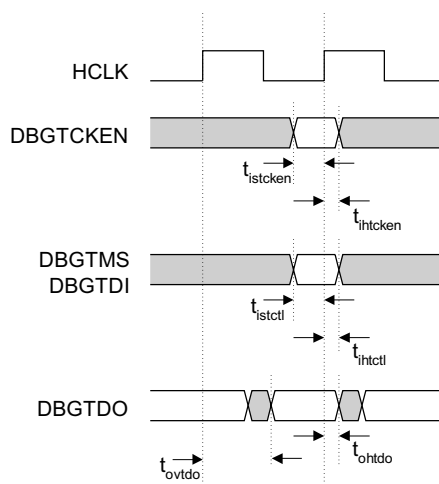 HCLK
DBGTCKEN
tistcken
tihtcken
DBGTMS
DBGTDI
tistctl
tihtctl
DBGTDO
tovtdo
tohtdo